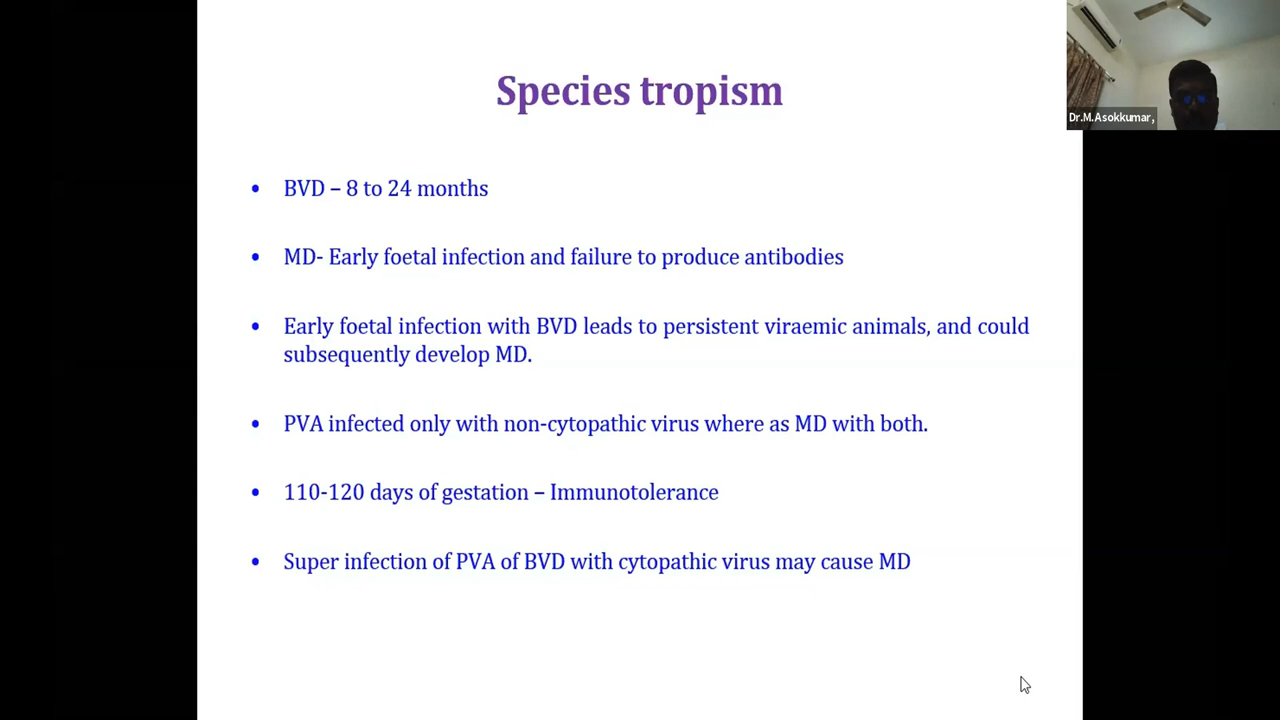 Species tropism
Dr.M.Asokkumar,
• BVD – 8 to 24 months
• MD- Early foetal infection and failure to produce antibodies
• Early foetal infection with BVD leads to persistent viraemic animals, and could
subsequently develop MD.
• PVA infected only with non-cytopathic virus where as MD with both.
• 110-120 days of gestation – Immunotolerance
• Super infection of PVA of BVD with cytopathic virus may cause MD